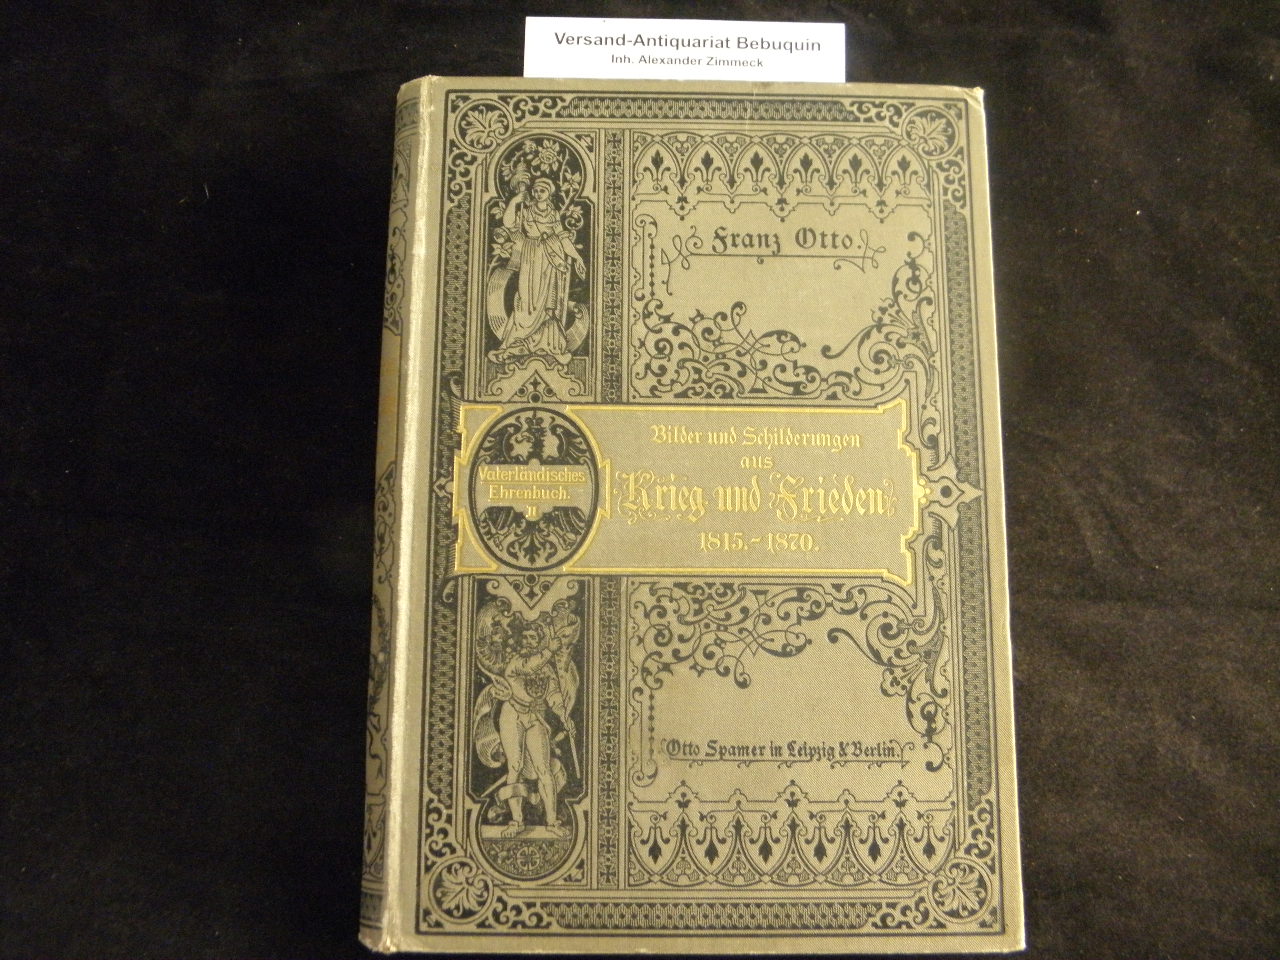 Versand-Antiquariat Bebuquin
Inh. Alexander Zimmeck
Franz Otto.
Bilder und Schilderungen
aus
Krieg und Frieden
1815.-1870.
Vaterländisches
Ehrenbuch.
II
Otto Spamer in Leipzig & Berlin